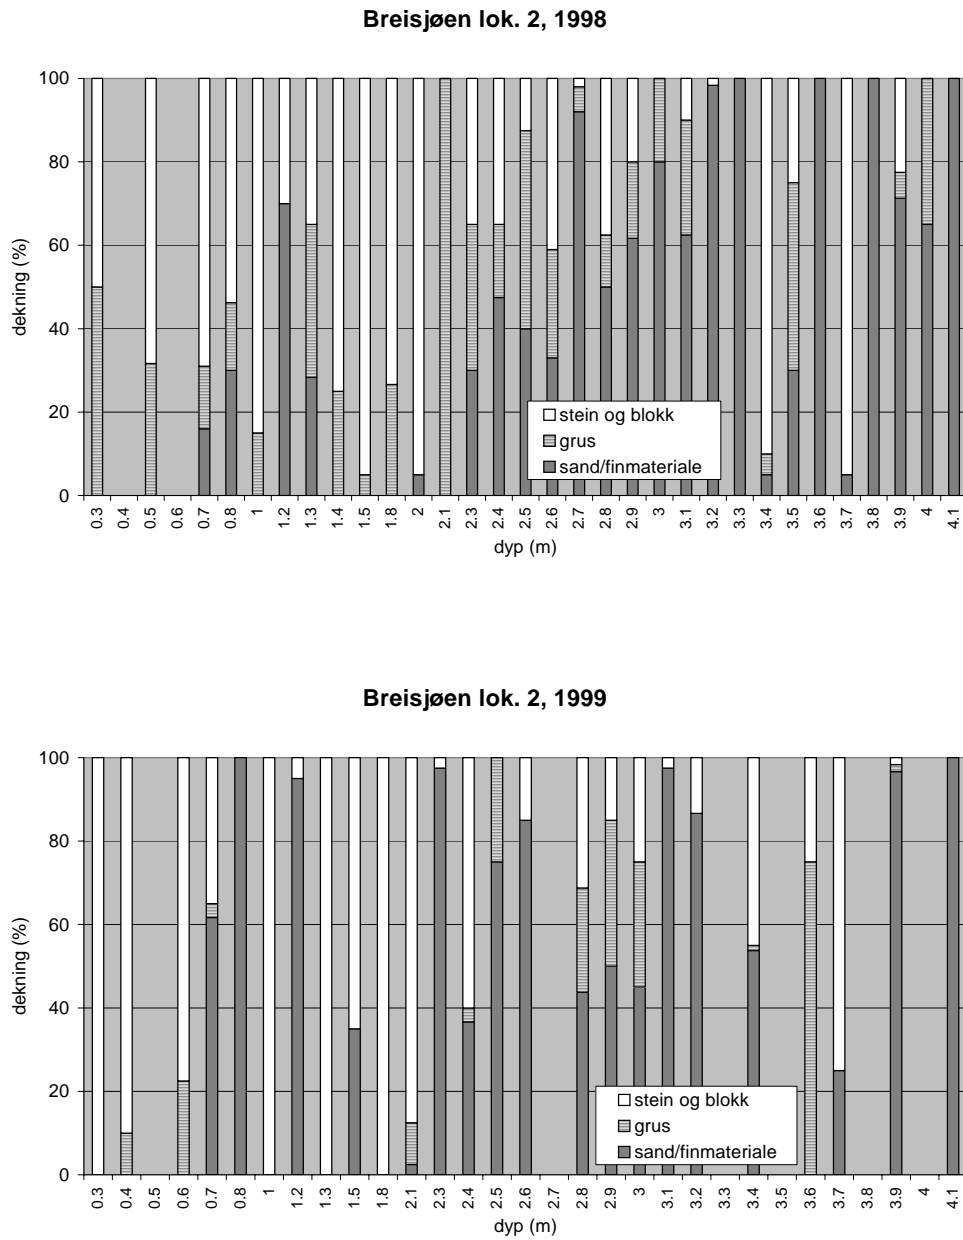 Breisjøen lok. 2, 1998
100
80
60
40
20
0
dekning (%)
stein og blokk
grus
sand/finmateriale
0.3 0.4 0.5 0.6 0.7 0.8 1 1.2 1.3 1.4 1.5 1.8 2 2.1 2.3 2.4 2.5 2.6 2.7 2.8 2.9 3 3.1 3.2 3.3 3.4 3.5 3.6 3.7 3.8 3.9 4 4.1
dyp (m)
Breisjøen lok. 2, 1999
100
80
60
40
20
0
dekning (%)
stein og blokk
grus
sand/finmateriale
0.3 0.4 0.5 0.6 0.7 0.8 1 1.2 1.3 1.5 1.8 2.1 2.3 2.4 2.5 2.6 2.7 2.8 2.9 3 3.1 3.2 3.3 3.4 3.5 3.6 3.7 3.8 3.9 4 4.1
dyp (m)